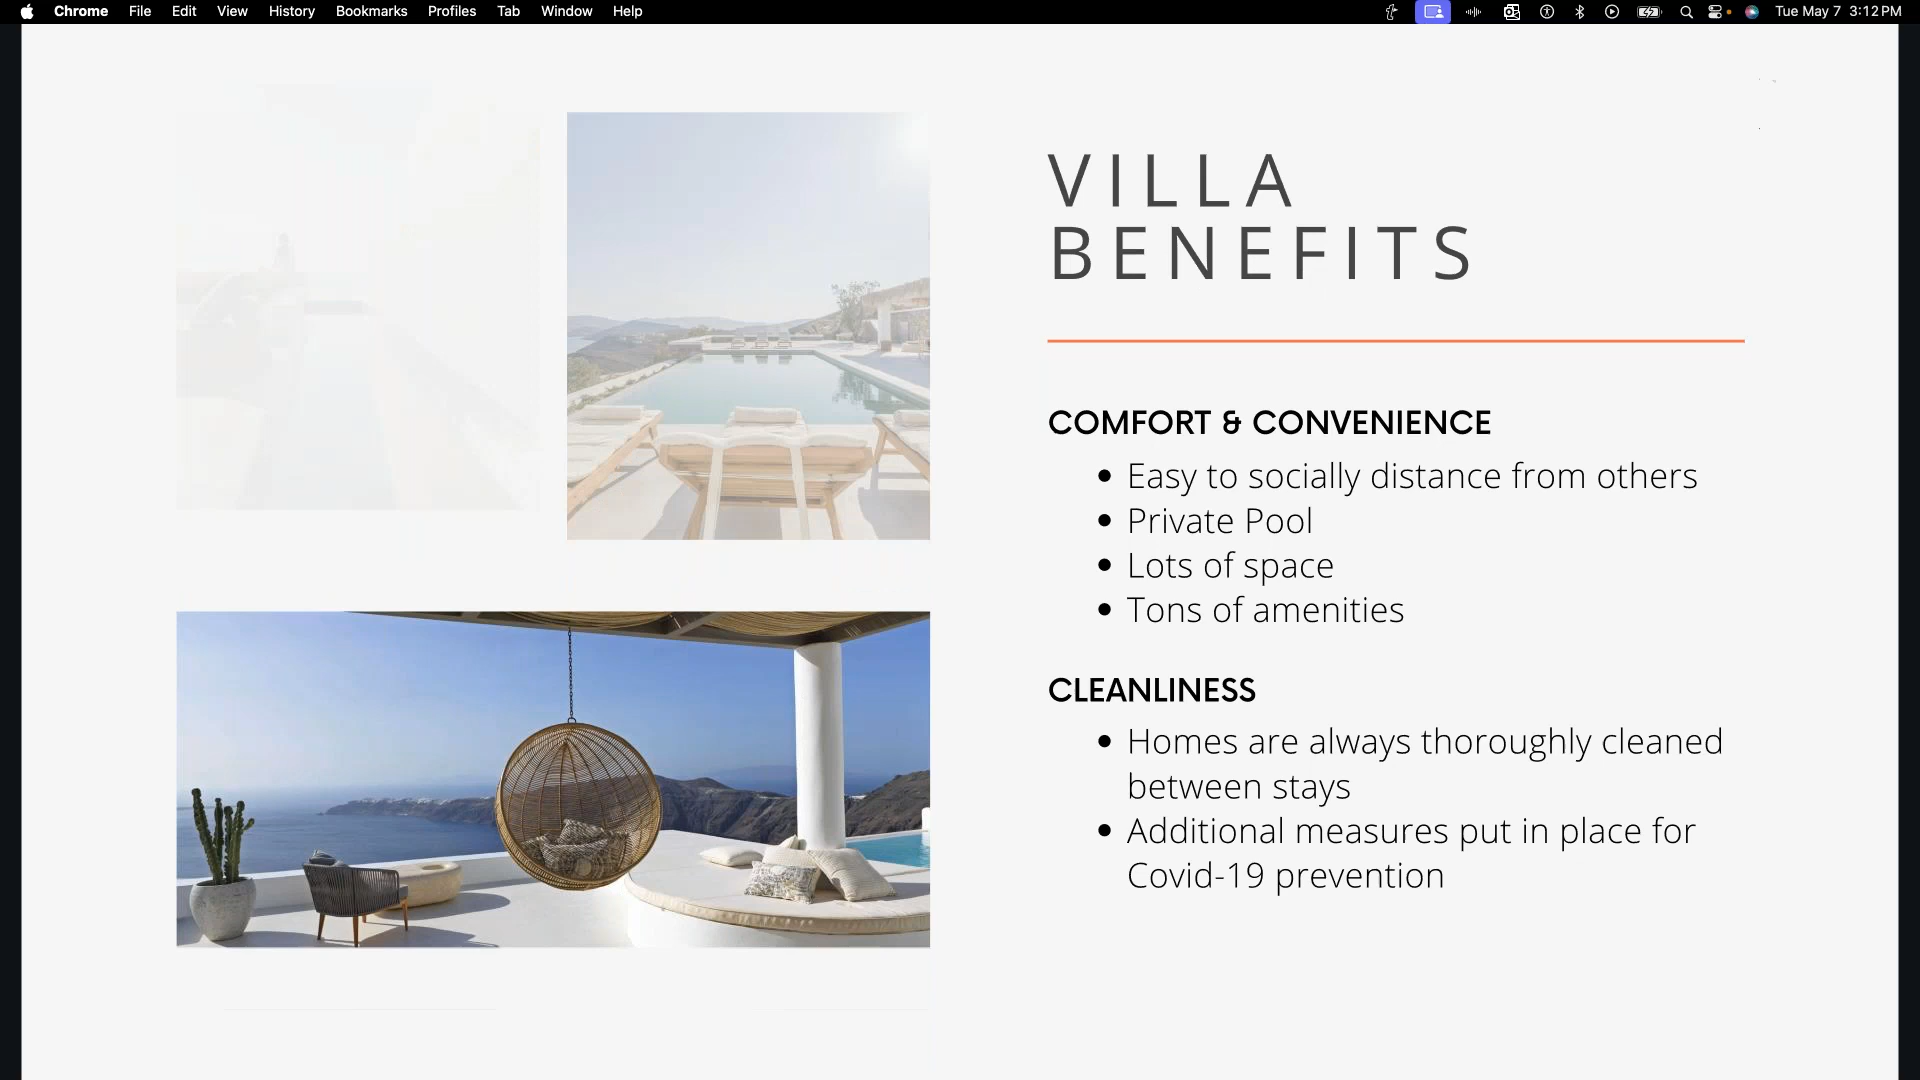 Chrome File Edit View History Bookmarks Profiles Tab Window Help Tue May 7 3:12 PM
VILLA
BENEFITS
COMFORT & CONVENIENCE
• Easy to socially distance from others
• Private Pool
• Lots of space
• Tons of amenities
CLEANLINESS
• Homes are always thoroughly cleaned
between stays
• Additional measures put in place for
Covid-19 prevention